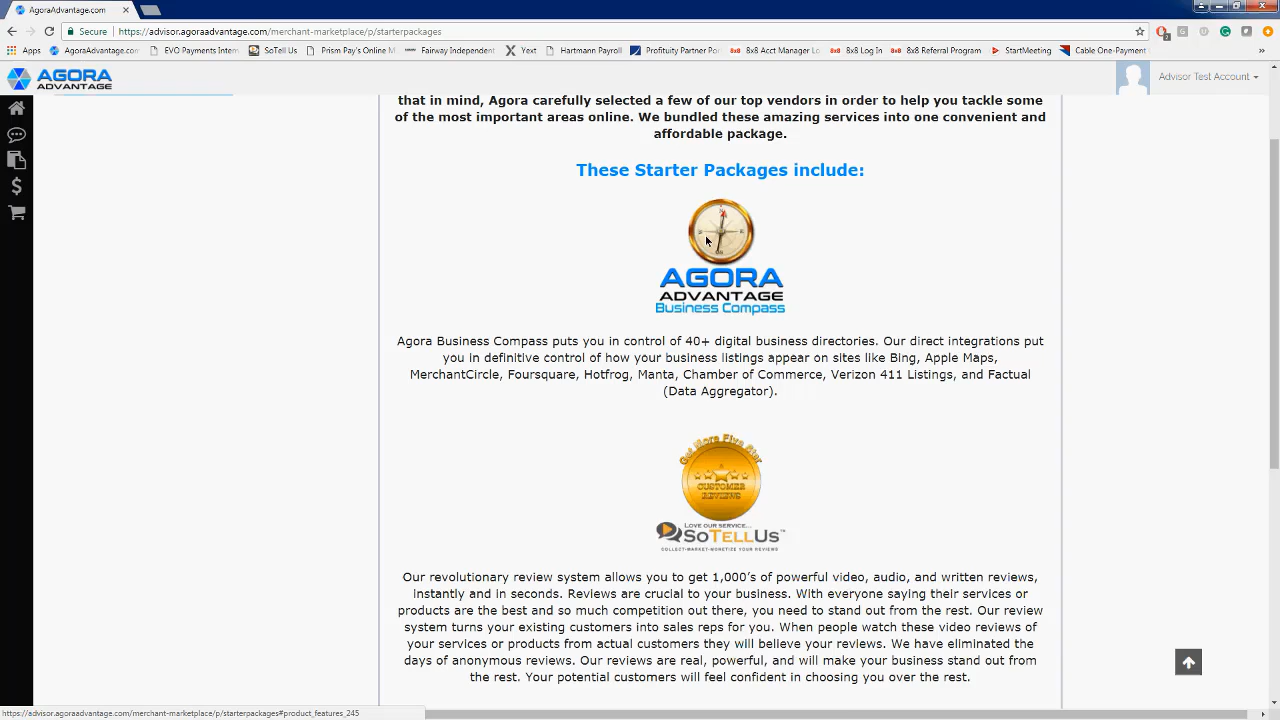 AgoraAdvantage.com
Secure
https://advisor.agoraadvantage.com/merchant-marketplace/p/starterpackages
Apps AgoraAdvantage.com EVO Payments Intern SoTell Us Prism Pay's Online M Fairway Independent Yext Hartmann Payroll Profituity Partner 8x8 Acct Manager Lo 8x8 Log In 8x8 Referral Program StartMeeting Cable One-Payment
AGORA
ADVANTAGE
Advisor Test Account
that in mind, Agora carefully selected a few of our top vendors in order to help you tackle some
of the most important areas online. We bundled these amazing services into one convenient and
affordable package.
These Starter Packages include:
AGORA
ADVANTAGE
Business Compass
Agora Business Compass puts you in control of 40+ digital business directories. Our direct integrations put
you in definitive control of how your business listings appear on sites like Bing, Apple Maps,
MerchantCircle, Foursquare, Hotfrog, Manta, Chamber of Commerce, Verizon 411 Listings, and Factual
(Data Aggregator).
Get More Five Star
CUSTOMER
REVIEWS
LOVE OUR SERVICE...
SoTellUs™
COLLECT-MARKET-MONETIZE YOUR REVIEWS
Our revolutionary review system allows you to get 1,000's of powerful video, audio, and written reviews,
instantly and in seconds. Reviews are crucial to your business. With everyone saying their services or
products are the best and so much competition out there, you need to stand out from the rest. Our review
system turns your existing customers into sales reps for you. When people watch these video reviews of
your services or products from actual customers they will believe your reviews. We have eliminated the
days of anonymous reviews. Our reviews are real, powerful, and will make your business stand out from
the rest. Your potential customers will feel confident in choosing you over the rest.
https://advisor.agoraadvantage.com/merchant-marketplace/p/starterpackages#product_features_245